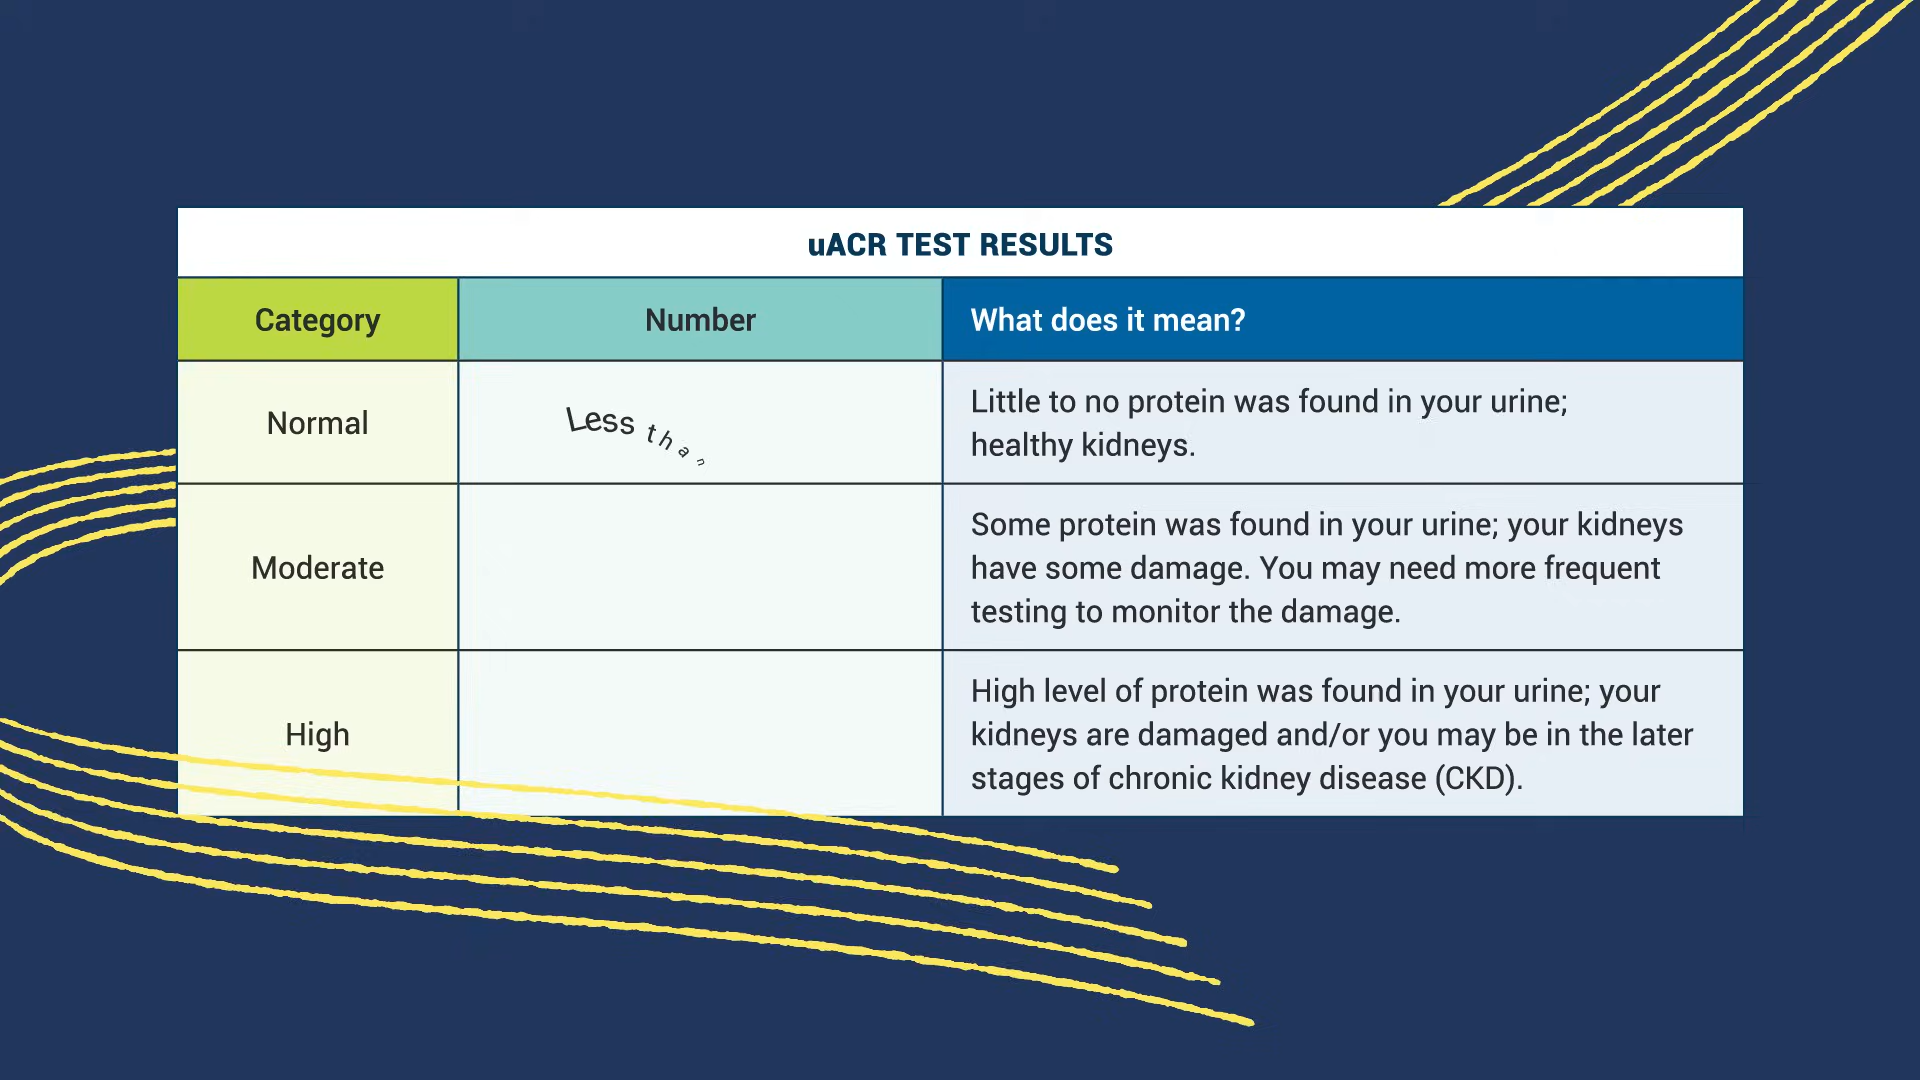 uACR TEST RESULTS
Category
Number
What does it mean?
Normal
Less than
Little to no protein was found in your urine;
healthy kidneys.
Moderate
Some protein was found in your urine; your kidneys
have some damage. You may need more frequent
testing to monitor the damage.
High
High level of protein was found in your urine; your
kidneys are damaged and/or you may be in the later
stages of chronic kidney disease (CKD).